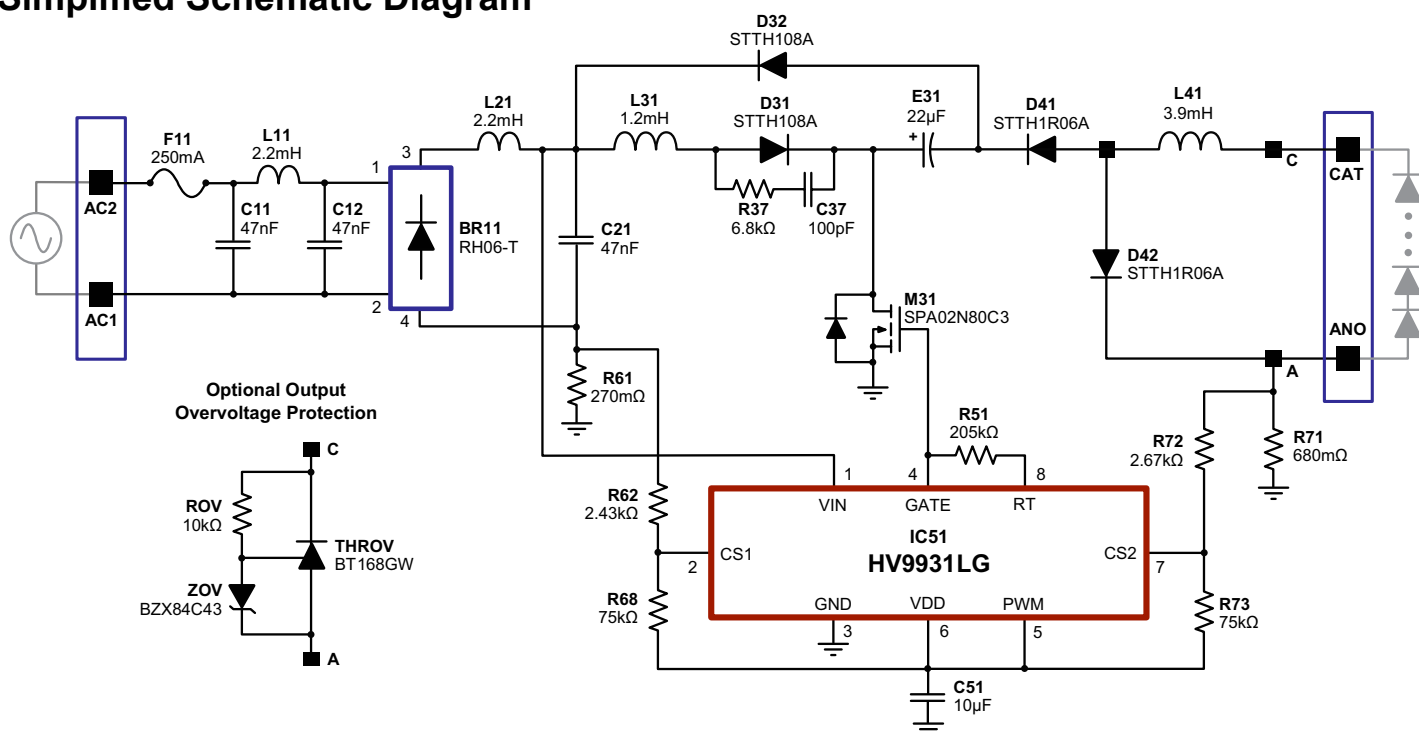 Simplified Schematic Diagram
D32
STTH108A
L21
2.2mH
L31
1.2mH
D31
STTH108A
E31
22µF
+
D41
STTH1R06A
L41
3.9mH
F11
250mA
L11
2.2mH
3
1
AC2
C11
47nF
C12
47nF
BR11
RH06-T
2
4
AC1
C21
47nF
R37
6.8kΩ
C37
100pF
C
CAT
D42
STTH1R06A
M31
SPA02N80C3
ANO
A
R61
270mΩ
R51
205kΩ
R72
2.67kΩ
R71
680mΩ
Optional Output
Overvoltage Protection
C
ROV
10kΩ
THROV
BT168GW
ZOV
BZX84C43
A
R62
2.43kΩ
R68
75kΩ
1
4
8
VIN
GATE
RT
IC51
HV9931LG
CS1
2
CS2
7
GND
VDD
PWM
3
6
5
R73
75kΩ
C51
10µF